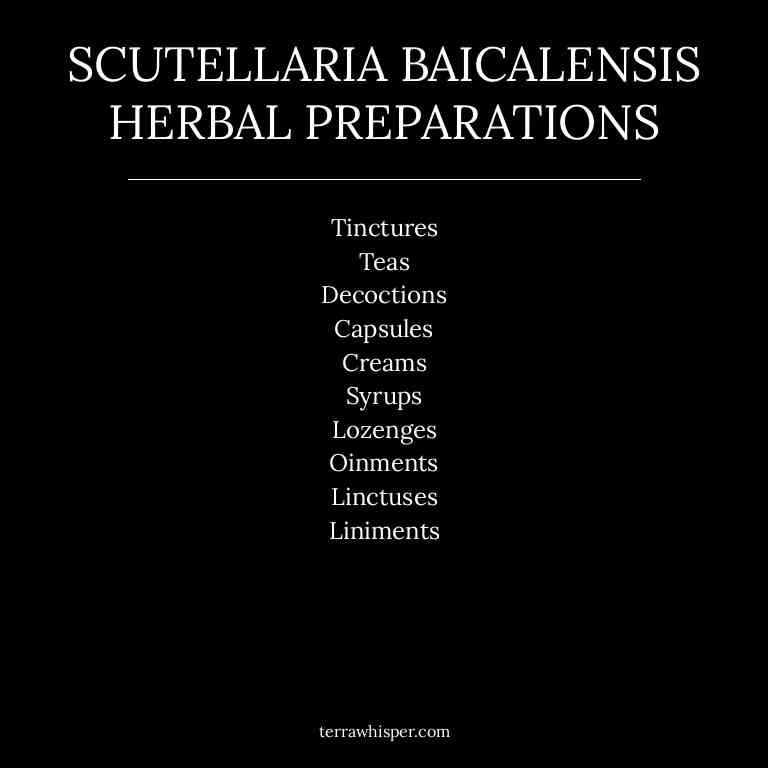 SCUTELLARIA BAICALENSIS
HERBAL PREPARATIONS
Tinctures
Teas
Decoctions
Capsules
Creams
Syrups
Lozenges
Oinments
Linctuses
Liniments
terrawhisper.com